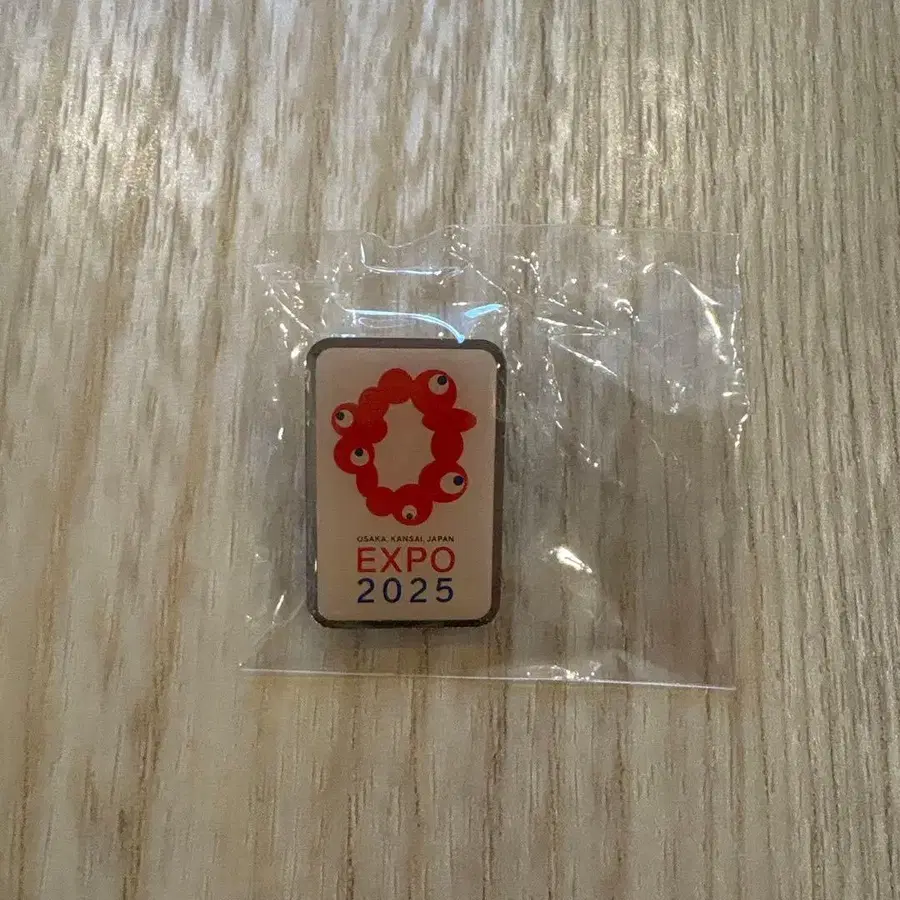 OSAKA, KANSAI, JAPAN
EXPO
2025